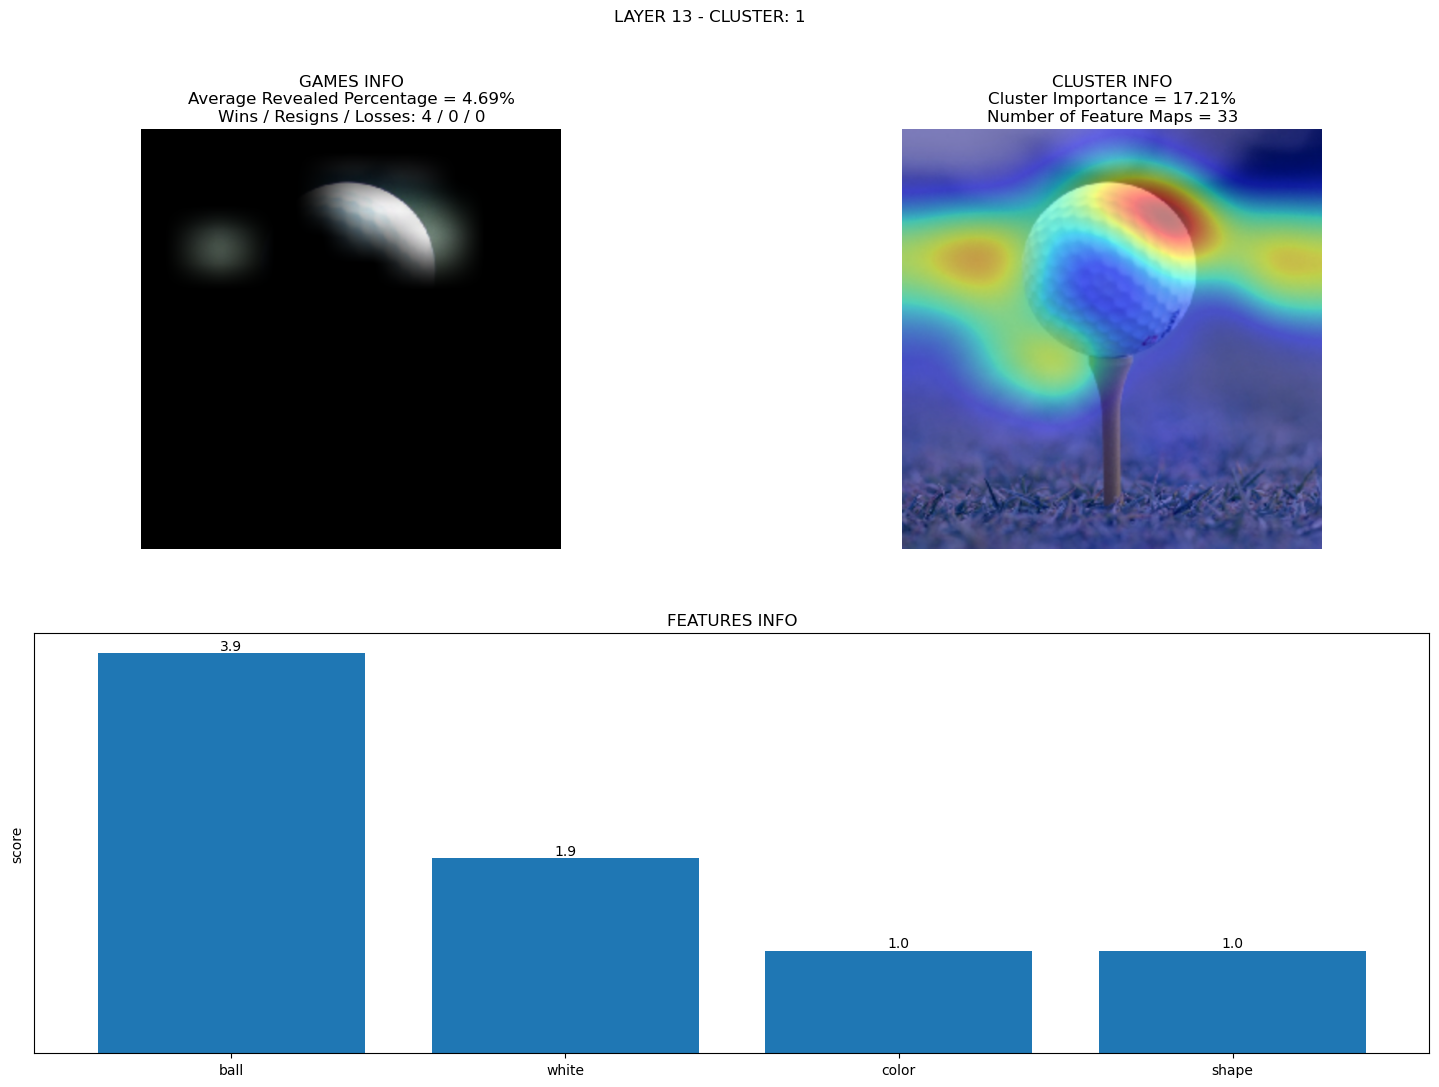 LAYER 13 - CLUSTER: 1
GAMES INFO
Average Revealed Percentage = 4.69%
Wins / Resigns / Losses: 4 / 0 / 0
CLUSTER INFO
Cluster Importance = 17.21%
Number of Feature Maps = 33
FEATURES INFO
score
3.9
1.9
1.0
1.0
ball
white
color
shape